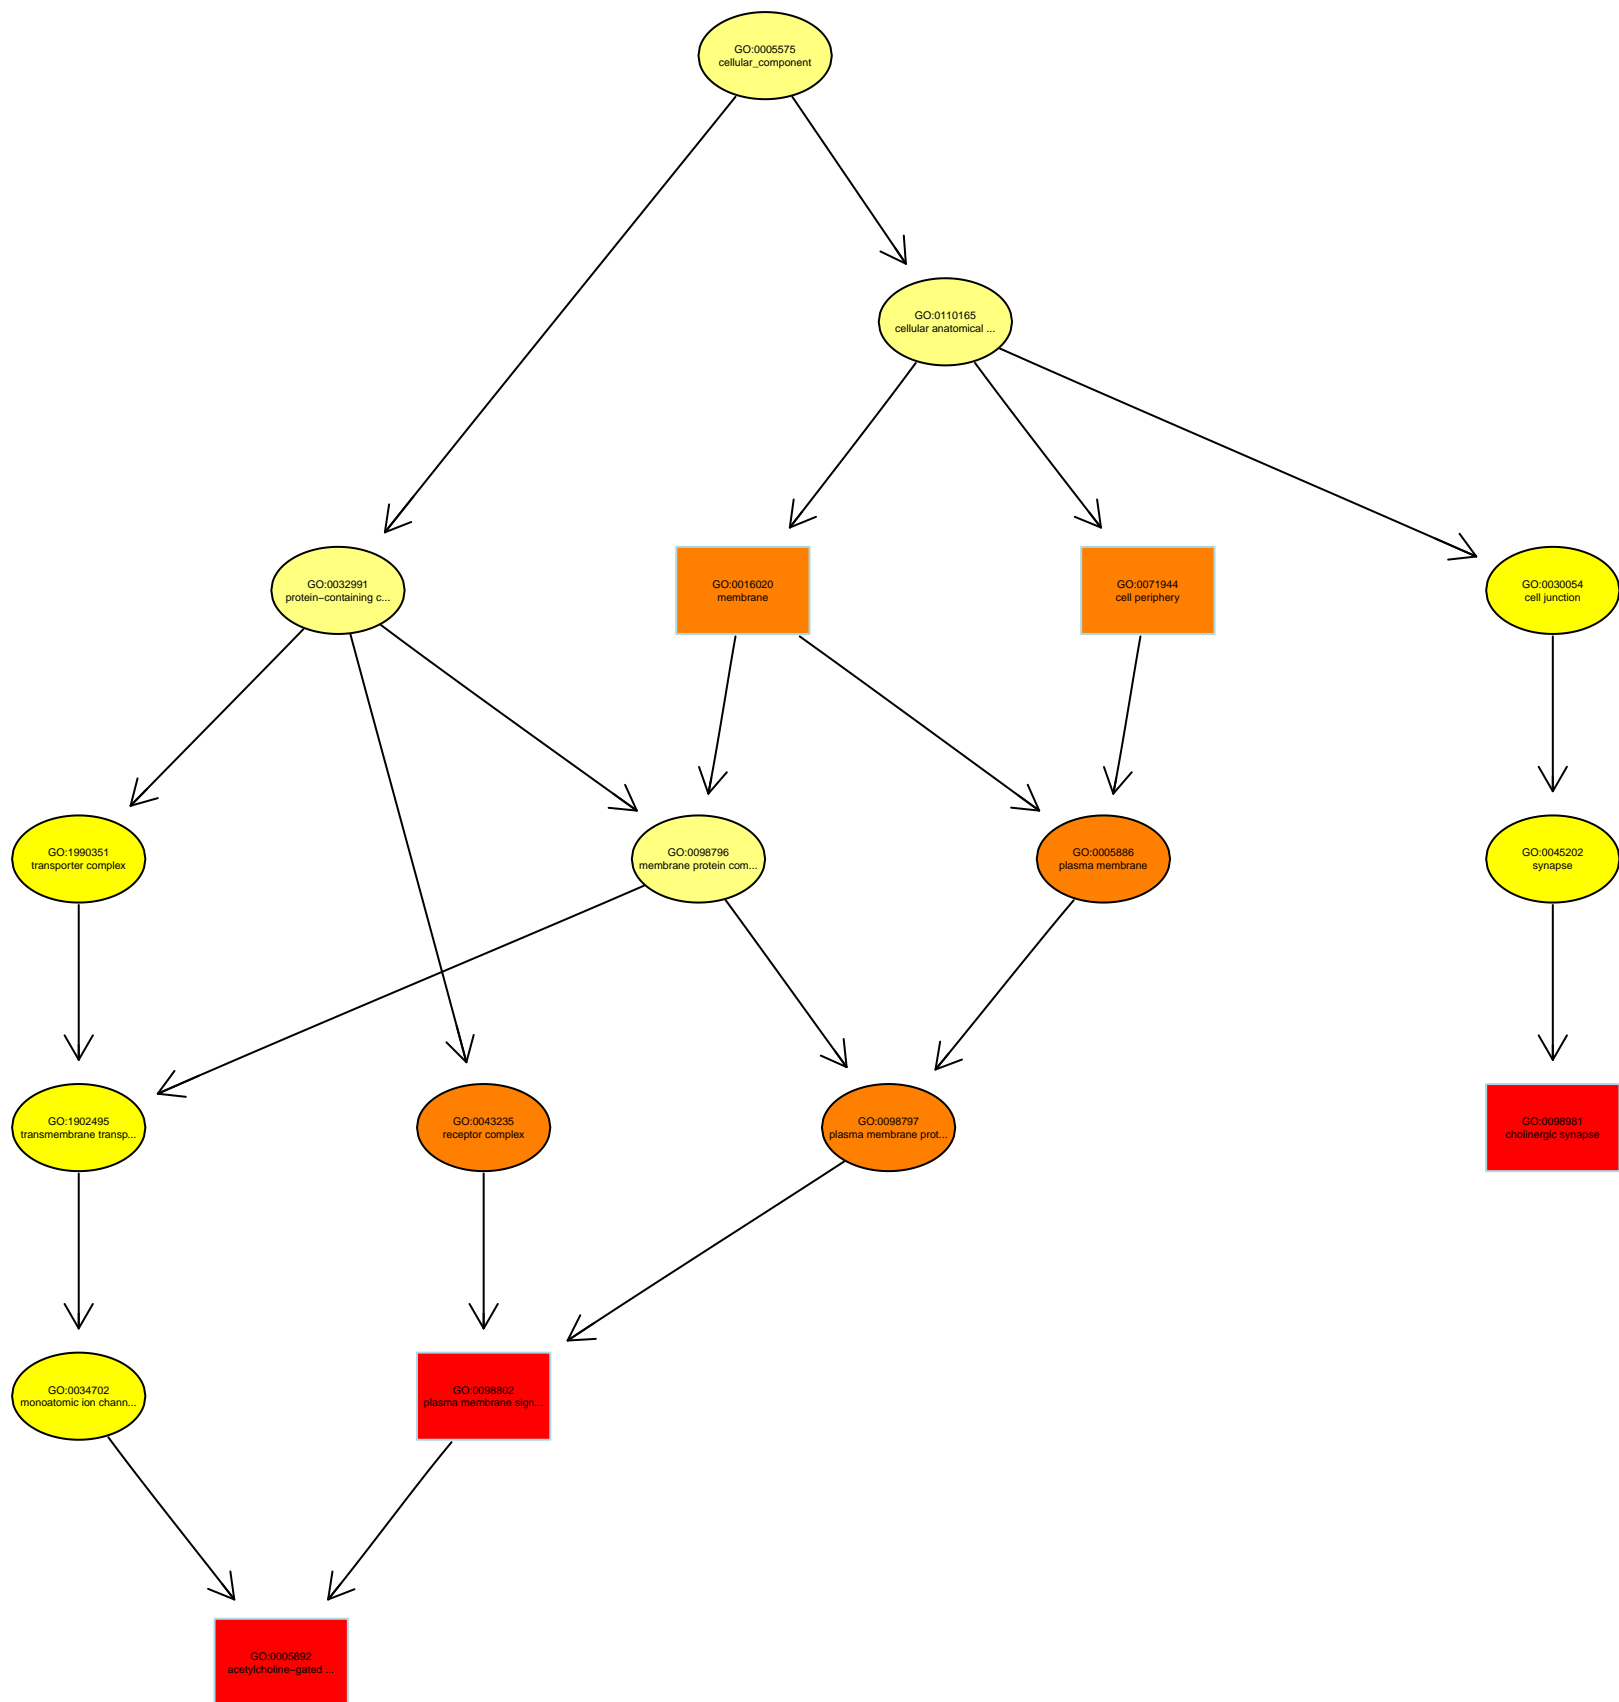 GO:0005575
cellular_component
GO:0110165
cellular anatomical ...
GO:0032991
protein−containing c...
GO:0016020
membrane
GO:0071944
cell periphery
GO:0030054
cell junction
GO:1990351
transporter complex
GO:0098796
membrane protein com...
GO:0005886
plasma membrane
GO:0045202
synapse
GO:1902495
transmembrane transp...
GO:0043235
receptor complex
GO:0098797
plasma membrane prot...
GO:0098981
cholinergic synapse
GO:0034702
monoatomic ion chann...
GO:0098802
plasma membrane sign...
GO:0005892
acetylcholine−gated ...